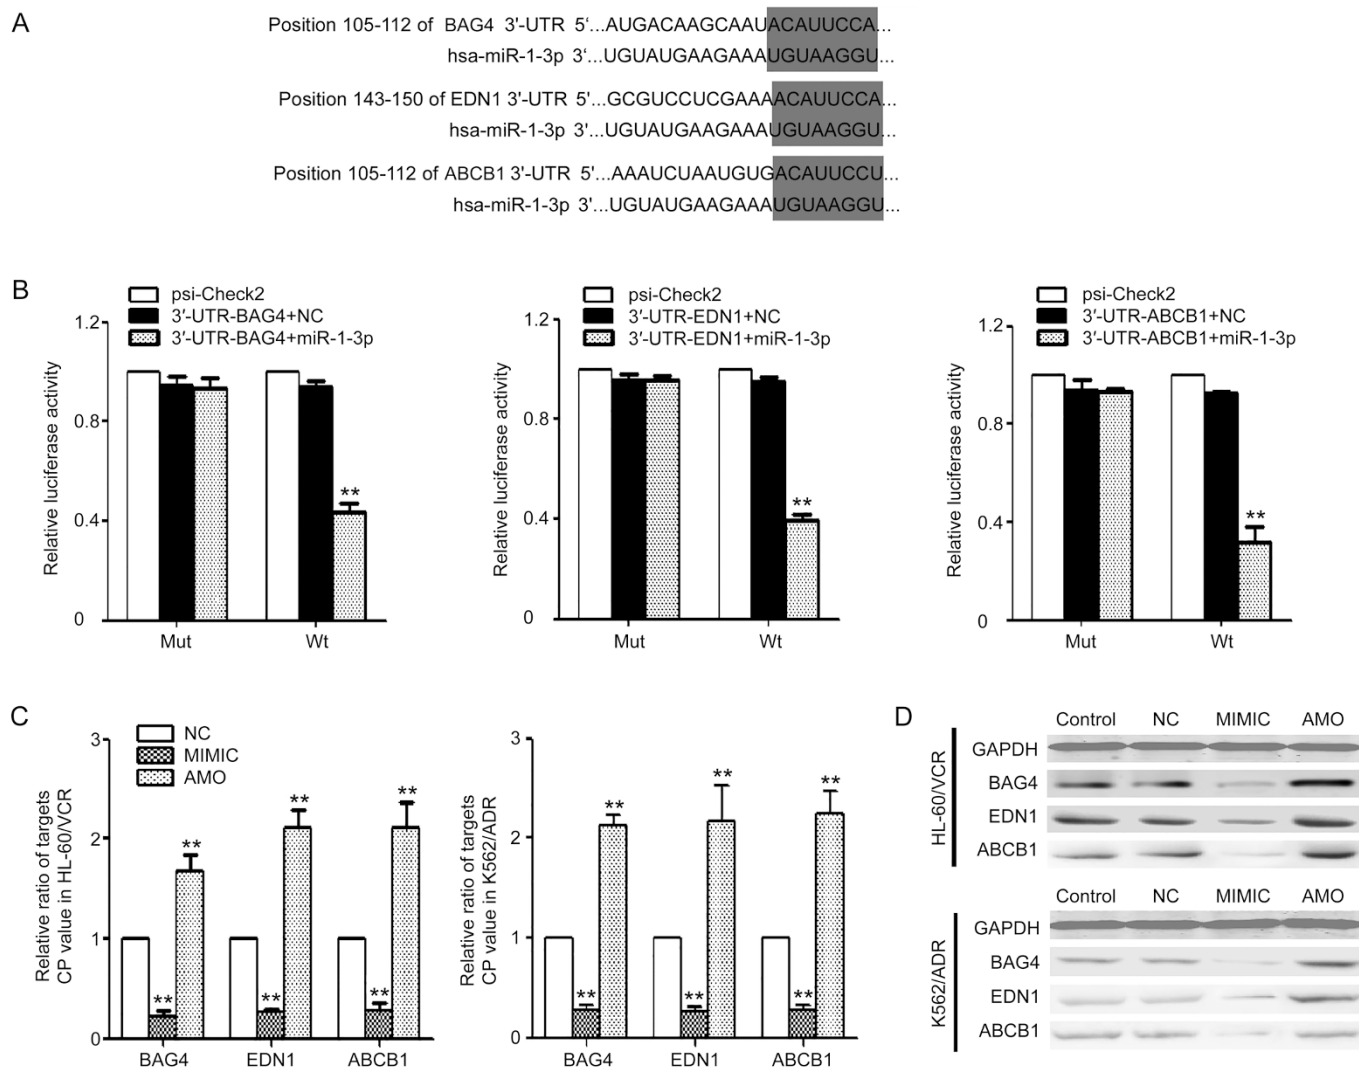 A
Position 105-112 of BAG4 3'-UTR 5'...AUGACAAGCAAUACAUUCCA...
hsa-miR-1-3p 3'...UGUAUGAAGAAAUGUAAGGU...
Position 143-150 of EDN1 3'-UTR 5'...GCGUCCUCGAAAACAUUCCA...
hsa-miR-1-3p 3'...UGUAUGAAGAAAUGUAAGGU...
Position 105-112 of ABCB1 3'-UTR 5'...AAAUCUAAUGUGACAUUCCU...
hsa-miR-1-3p 3'...UGUAUGAAGAAAUGUAAGGU...
B
psi-Check2
3'-UTR-BAG4+NC
3'-UTR-BAG4+miR-1-3p
Relative luciferase activity
1.2
0.8
0.4
0
**
Mut Wt
psi-Check2
3'-UTR-EDN1+NC
3'-UTR-EDN1+miR-1-3p
Relative luciferase activity
1.2
0.8
0.4
0
**
Mut Wt
psi-Check2
3'-UTR-ABCB1+NC
3'-UTR-ABCB1+miR-1-3p
Relative luciferase activity
1.2
0.8
0.4
0
**
Mut Wt
C
NC
MIMIC
AMO
Relative ratio of targets
CP value in HL-60/VCR
3
2
1
0
** ** ** ** ** **
BAG4 EDN1 ABCB1
Relative ratio of targets
CP value in K562/ADR
3
2
1
0
** ** ** ** ** **
BAG4 EDN1 ABCB1
D
HL-60/VCR
Control NC MIMIC AMO
GAPDH
BAG4
EDN1
ABCB1
K562/ADR
Control NC MIMIC AMO
GAPDH
BAG4
EDN1
ABCB1